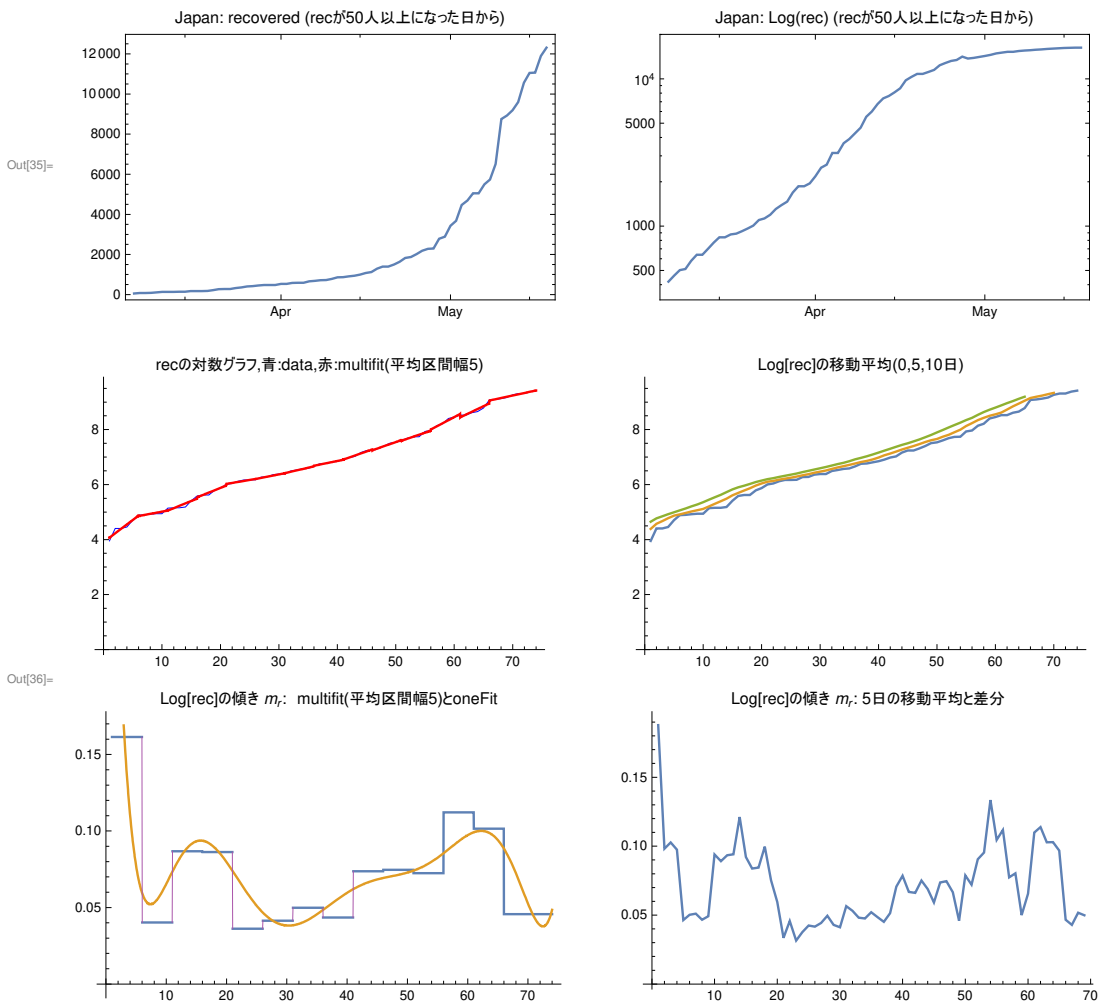 Japan: recovered (recが50人以上になった日から)
Japan: Log(rec) (recが50人以上になった日から)
Out[35]=
12000
10000
8000
6000
4000
2000
0
Apr
May
10^4
5000
1000
500
Apr
May
recの対数グラフ,青:data,赤:multifit(平均区間幅5)
Log[rec]の移動平均(0,5,10日)
8
6
4
2
10 20 30 40 50 60 70
8
6
4
2
10 20 30 40 50 60 70
Out[36]=
Log[rec]の傾き m_r: multifit(平均区間幅5)とoneFit
Log[rec]の傾き m_r: 5日の移動平均と差分
0.15
0.10
0.05
0 10 20 30 40 50 60 70
0.15
0.10
0.05
0 10 20 30 40 50 60 70